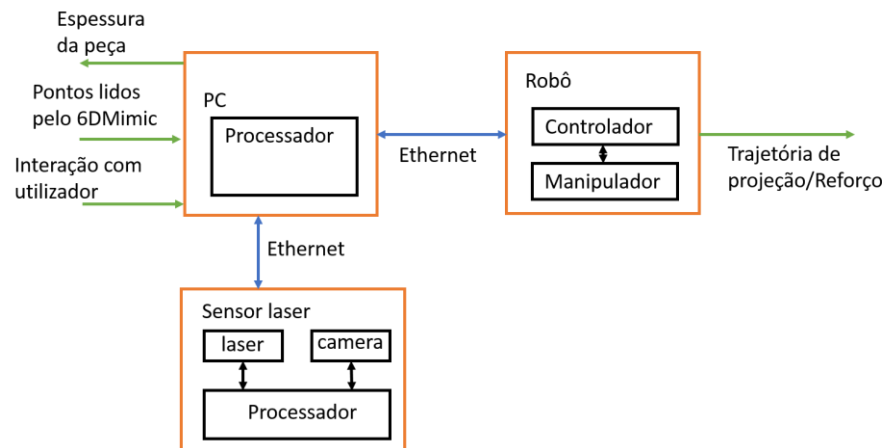 Espessura
da peça
Pontos lidos
pelo 6DMimic
Interação com
utilizador
PC
Processador
Ethernet
Robô
Controlador
Manipulador
Trajetória de
projeção/Reforço
Ethernet
Sensor laser
laser
camera
Processador